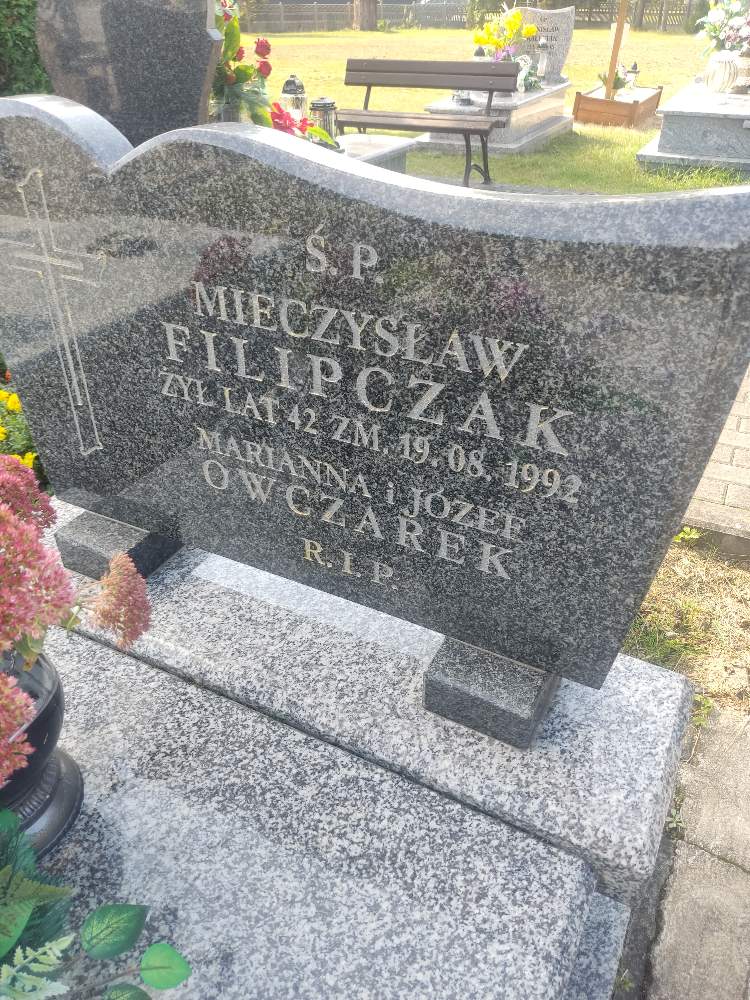 Ś. P.
MIECZYSŁAW
FILIPCZAK
ŻYŁ LAT 42 ZM. 19.08. 1992
MARIANNA i JÓZEF
OWCZAREK
R. I. P.